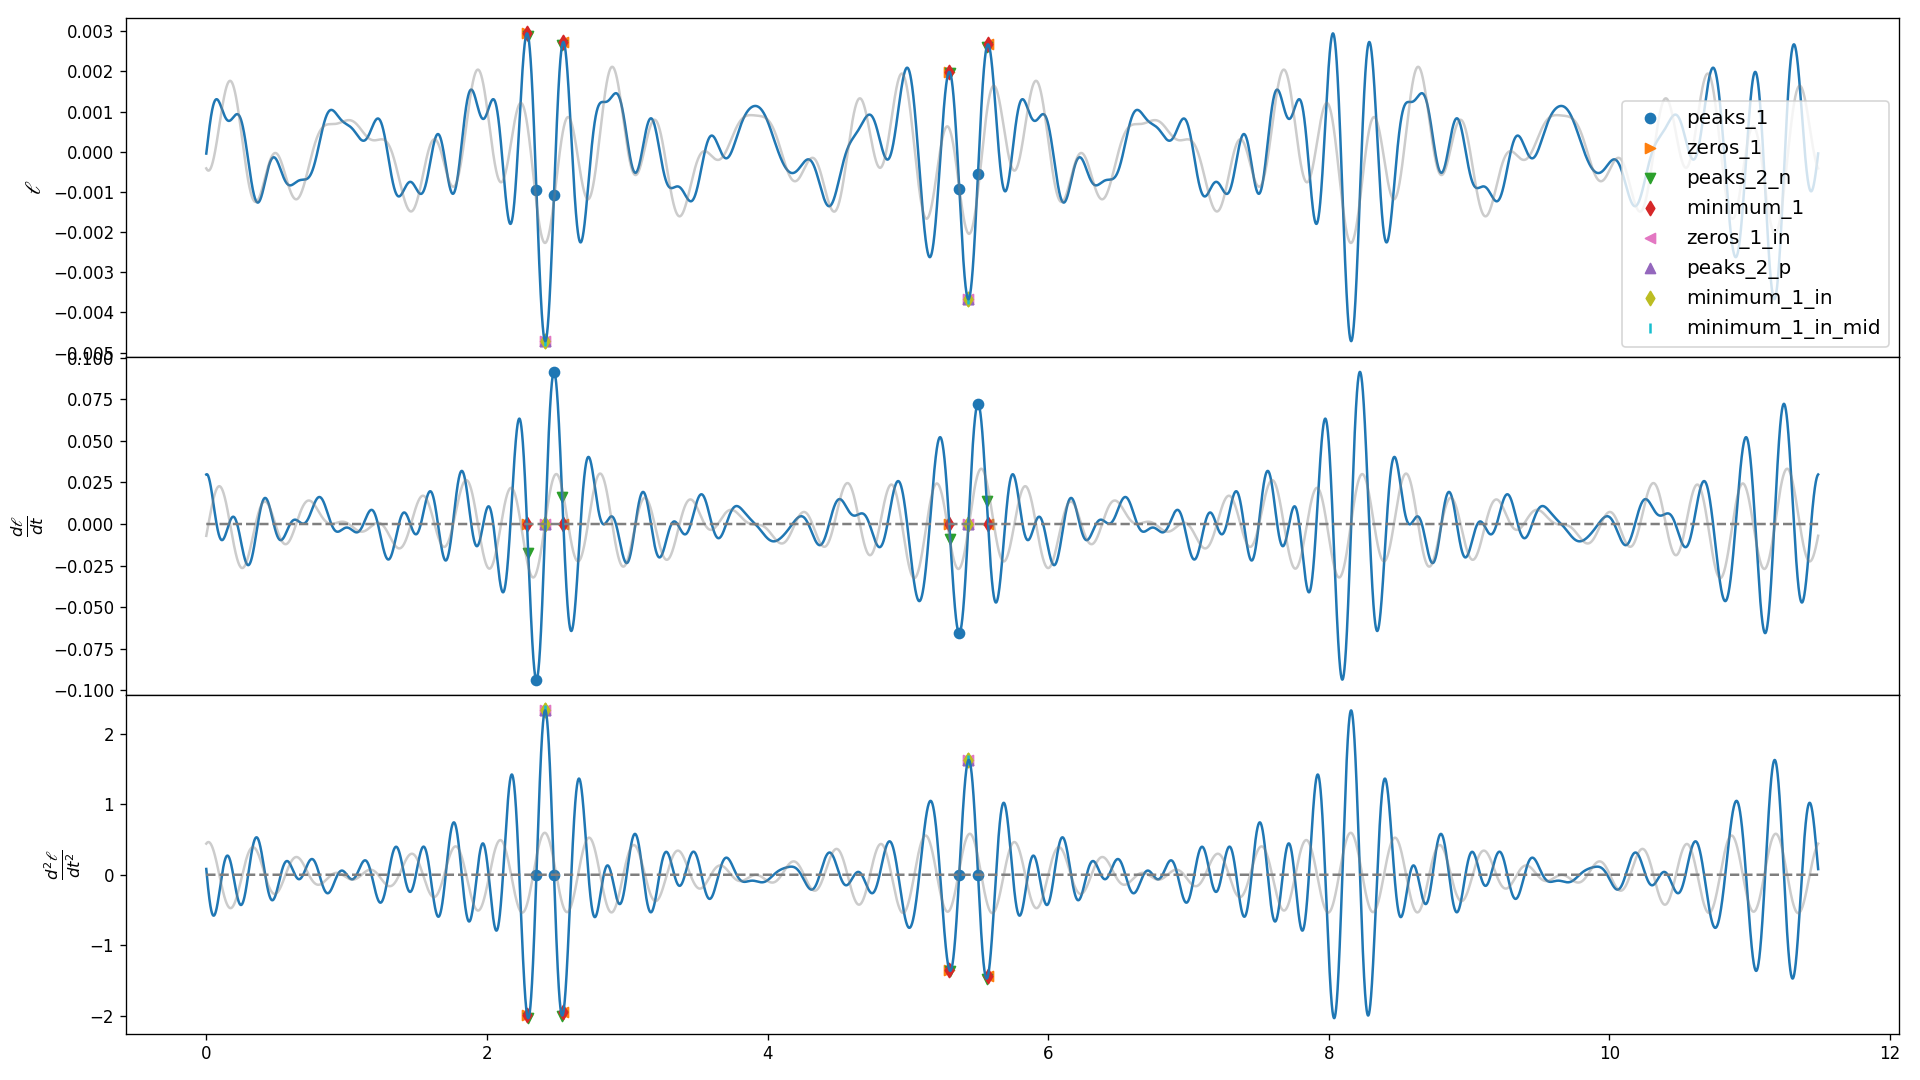 0.003
0.002
0.001
0.000
−0.001
−0.002
−0.003
−0.004
−0.005
ℓ
peaks_1
zeros_1
peaks_2_n
minimum_1
zeros_1_in
peaks_2_p
minimum_1_in
minimum_1_in_mid
0.100
0.075
0.050
0.025
0.000
−0.025
−0.050
−0.075
−0.100
dℓ
dt
2
1
0
−1
−2
d²ℓ
dt²
0 2 4 6 8 10 12